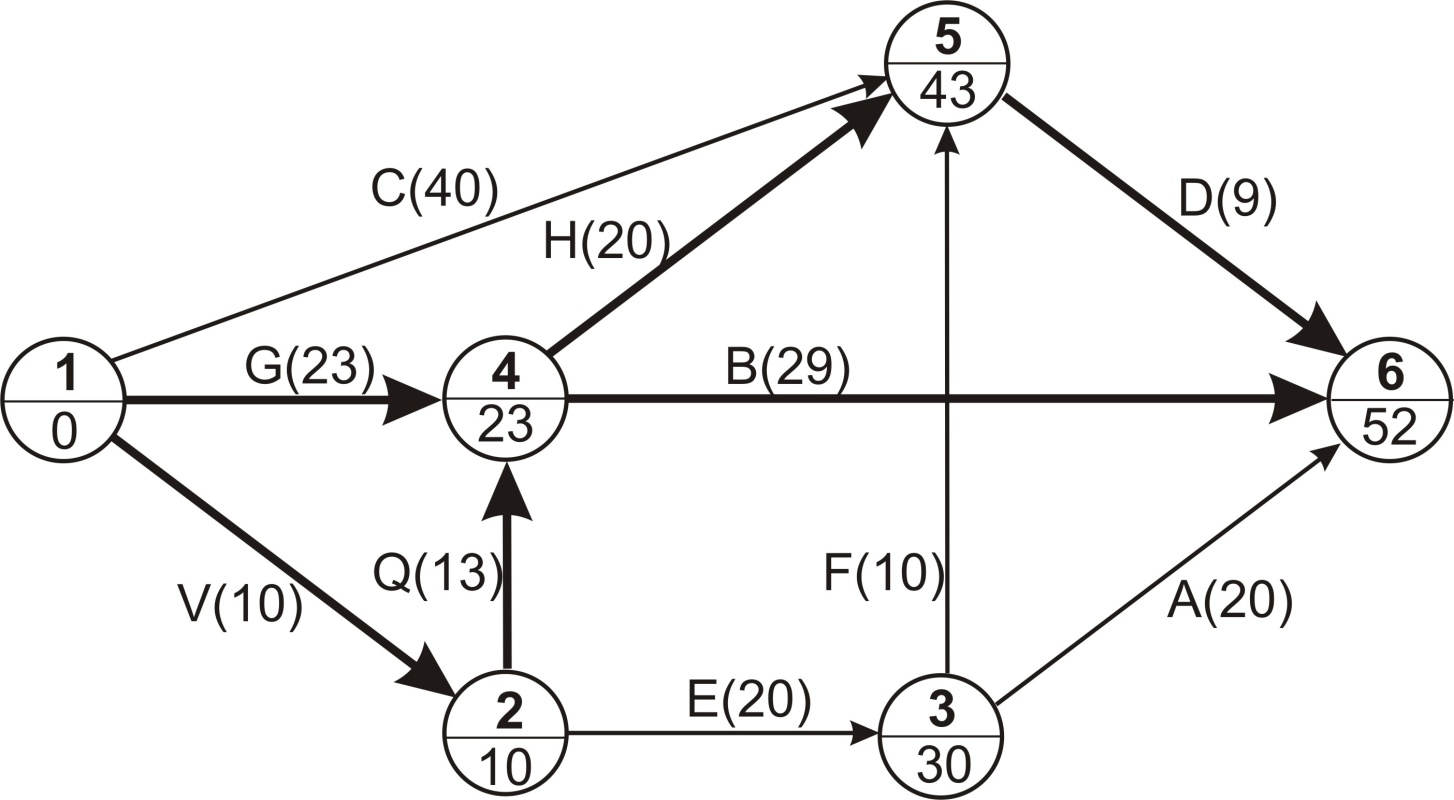 5
43
C(40)
D(9)
H(20)
1
0
G(23)
4
23
B(29)
6
52
V(10)
Q(13)
F(10)
A(20)
2
10
E(20)
3
30